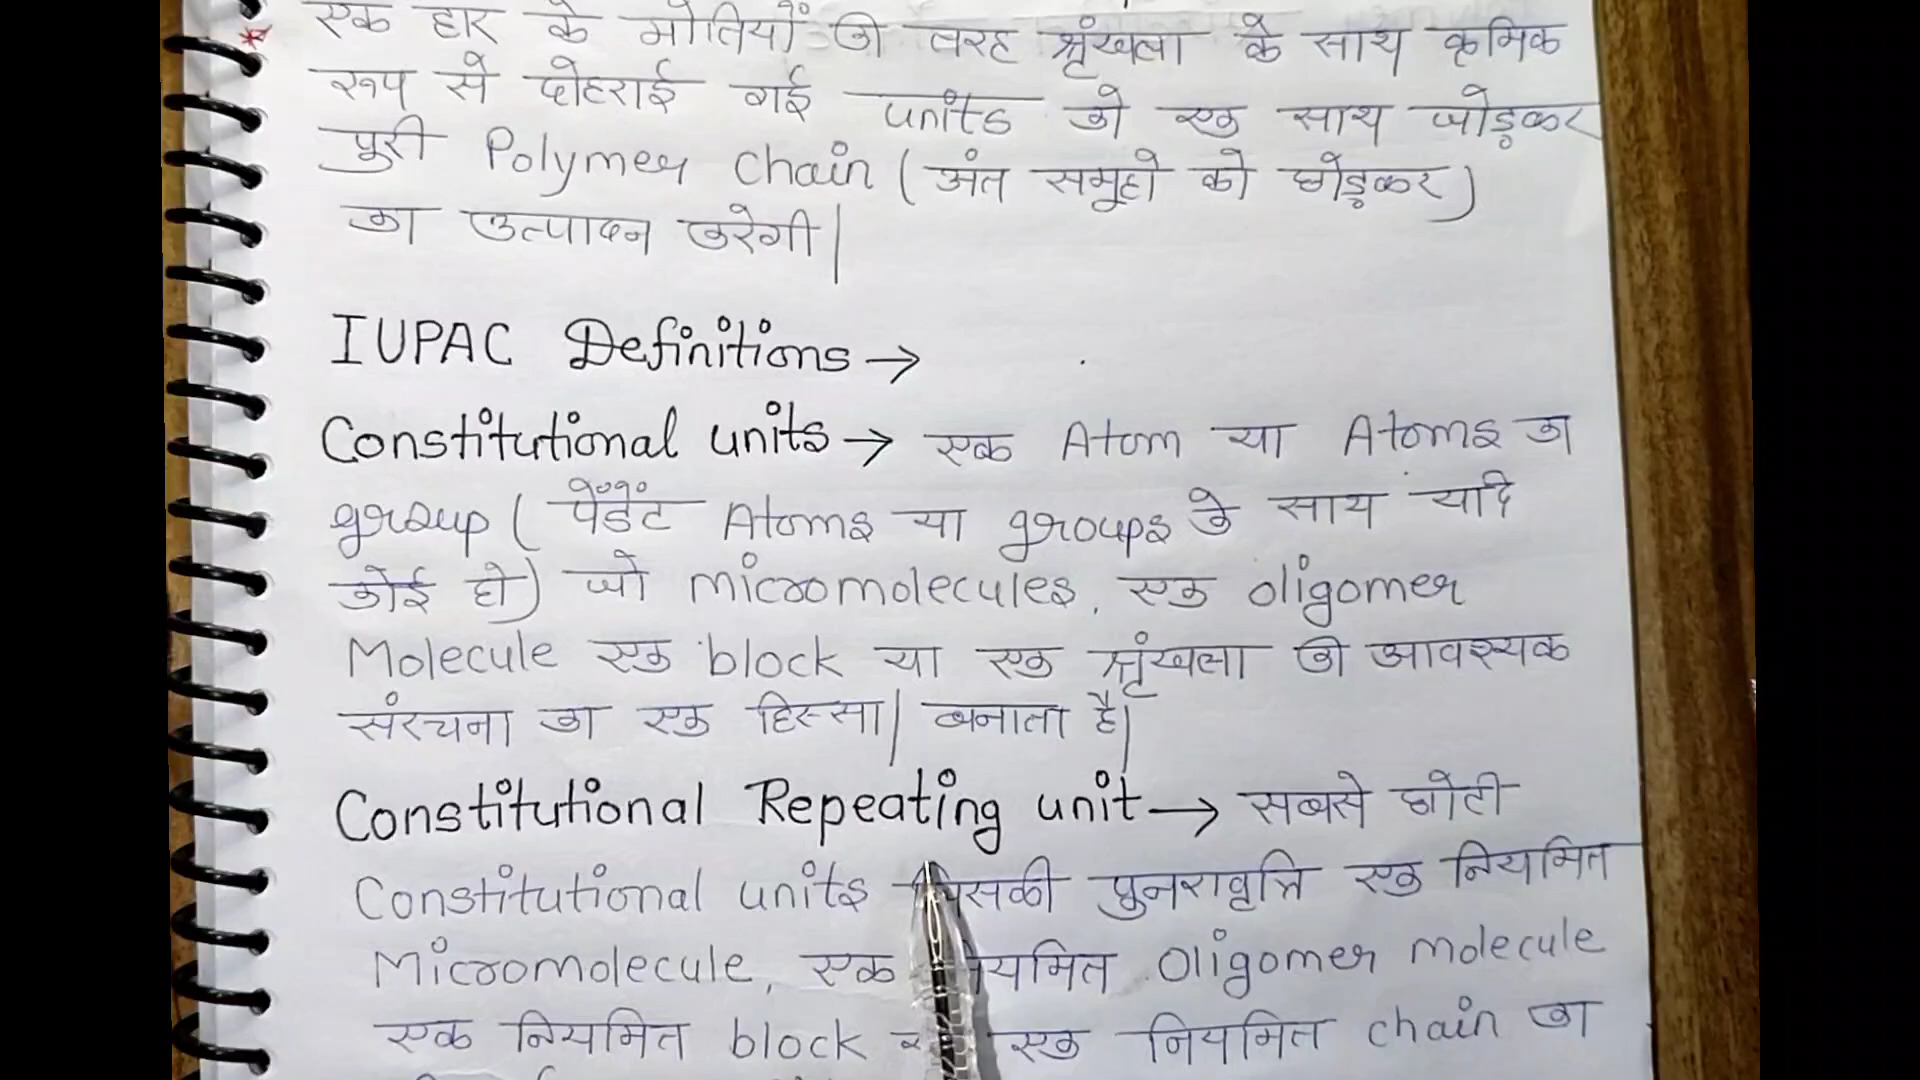 एक हार के मोतियों की तरह श्रृंखला के साथ क्रमिक
रूप से दोहराई गई units को एक साथ जोड़कर
पुरी Polymer Chain (अंत समूहो को छोड़कर)
का उत्पादन करेगी|
IUPAC Definitions →
Constitutional units → एक Atom या Atoms का
group ( पेंडेंट Atoms या groups के साथ यदि
कोई हो) जो micromolecules, एक oligomer
Molecule एक block या एक श्रृंखला की आवश्यक
संरचना का एक हिस्सा| बनाता है|
Constitutional Repeating unit → सबसे छोटी
Constitutional units जिसकी पुनरावृत्ति एक नियमित
Micromolecule, एक नियमित Oligomer molecule
एक नियमित block एक नियमित chain का